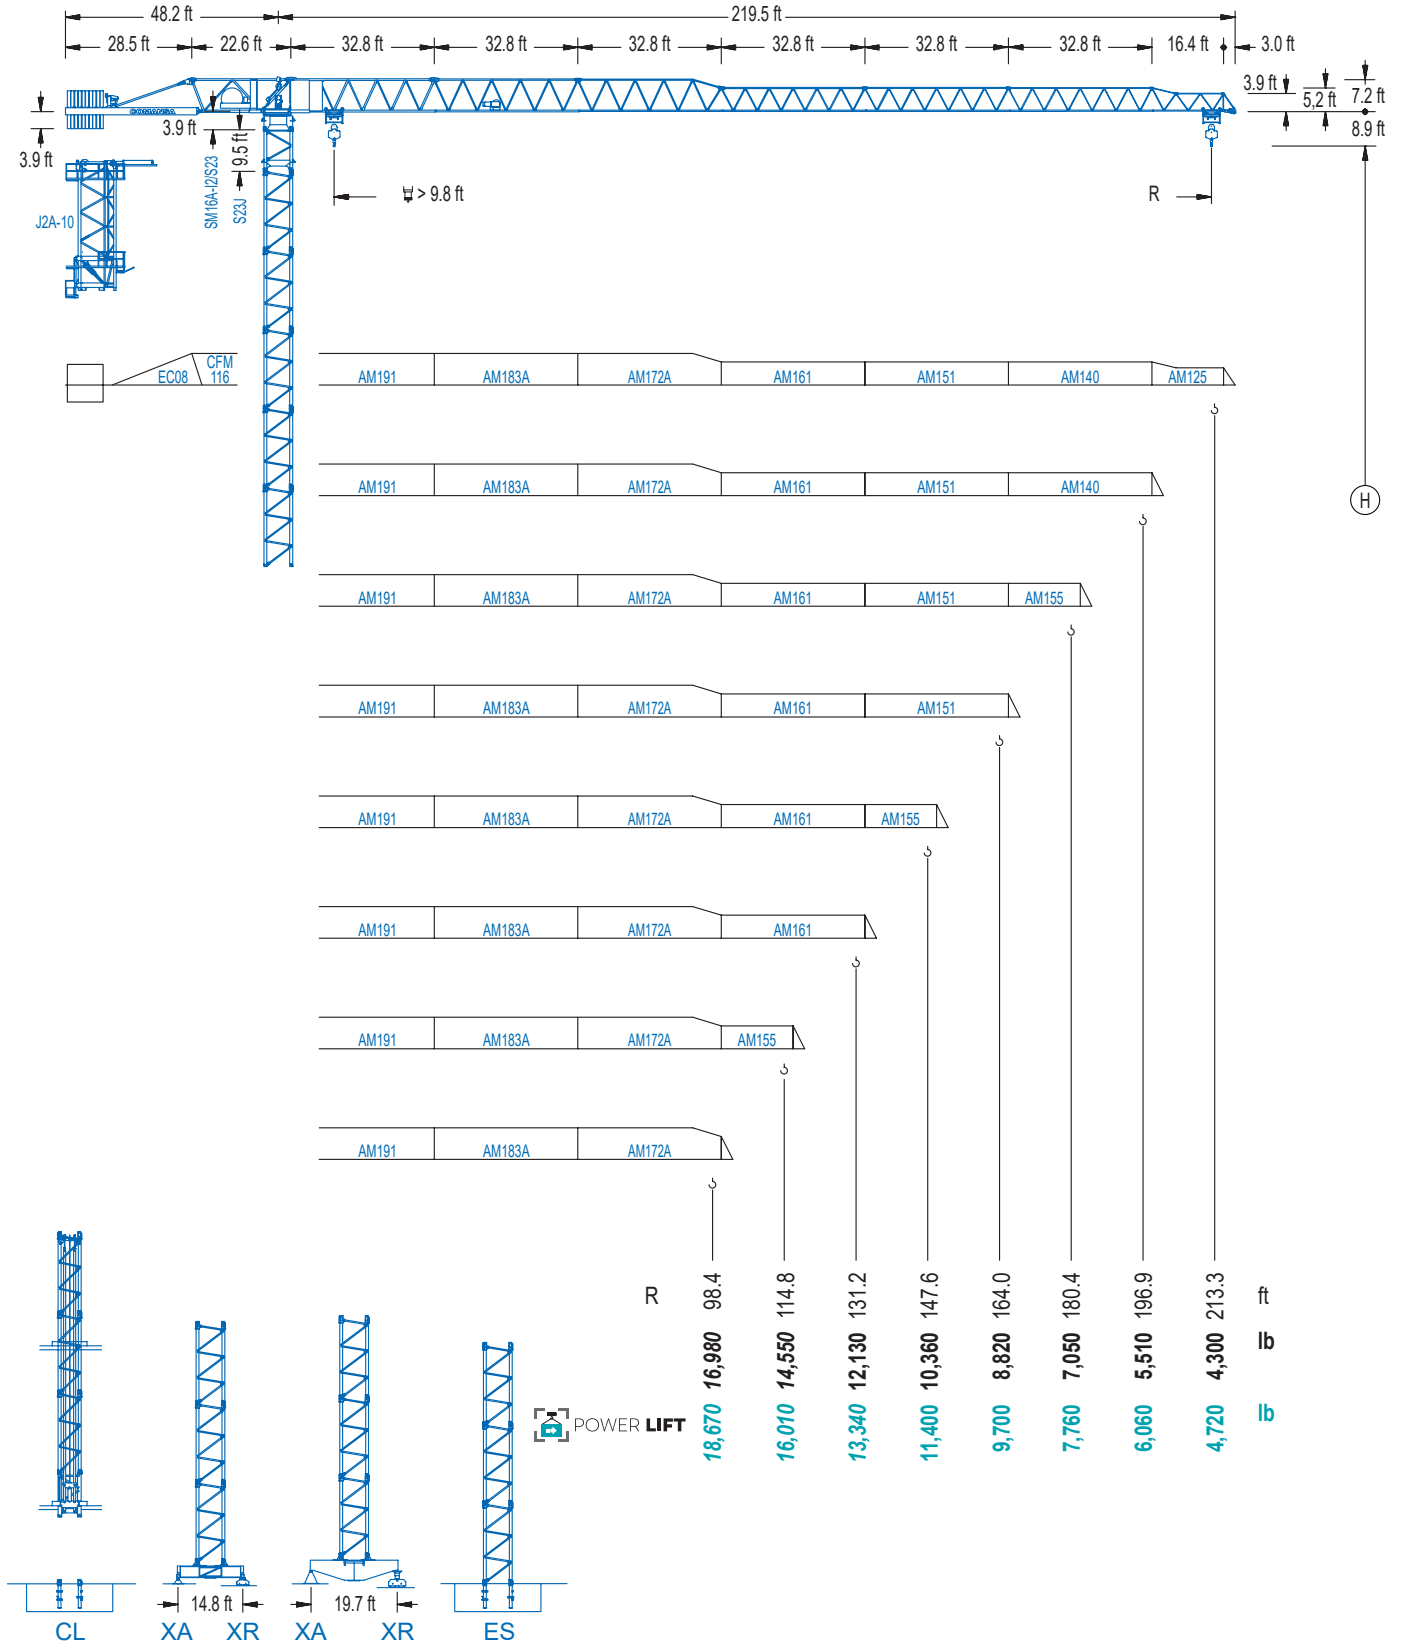 48.2 ft 219.5 ft
28.5 ft 22.6 ft 32.8 ft 32.8 ft 32.8 ft 32.8 ft 32.8 ft 32.8 ft 16.4 ft 3.0 ft
COMANSA
3.9 ft
5,2 ft
7.2 ft
8.9 ft
3.9 ft
3.9 ft
9.5 ft
SM16A-I2/S23
S23J
J2A-10
> 9.8 ft
R
H
EC08
CFM
116
AM191 AM183A AM172A AM161 AM151 AM140 AM125
AM191 AM183A AM172A AM161 AM151 AM140
AM191 AM183A AM172A AM161 AM151 AM155
AM191 AM183A AM172A AM161 AM151
AM191 AM183A AM172A AM161 AM155
AM191 AM183A AM172A AM161
AM191 AM183A AM172A AM155
AM191 AM183A AM172A
R 98.4 114.8 131.2 147.6 164.0 180.4 196.9 213.3 ft
16,980 14,550 12,130 10,360 8,820 7,050 5,510 4,300 lb
POWER LIFT 18,670 16,010 13,340 11,400 9,700 7,760 6,060 4,720 lb
14.8 ft 19.7 ft
CL XA XR XA XR ES